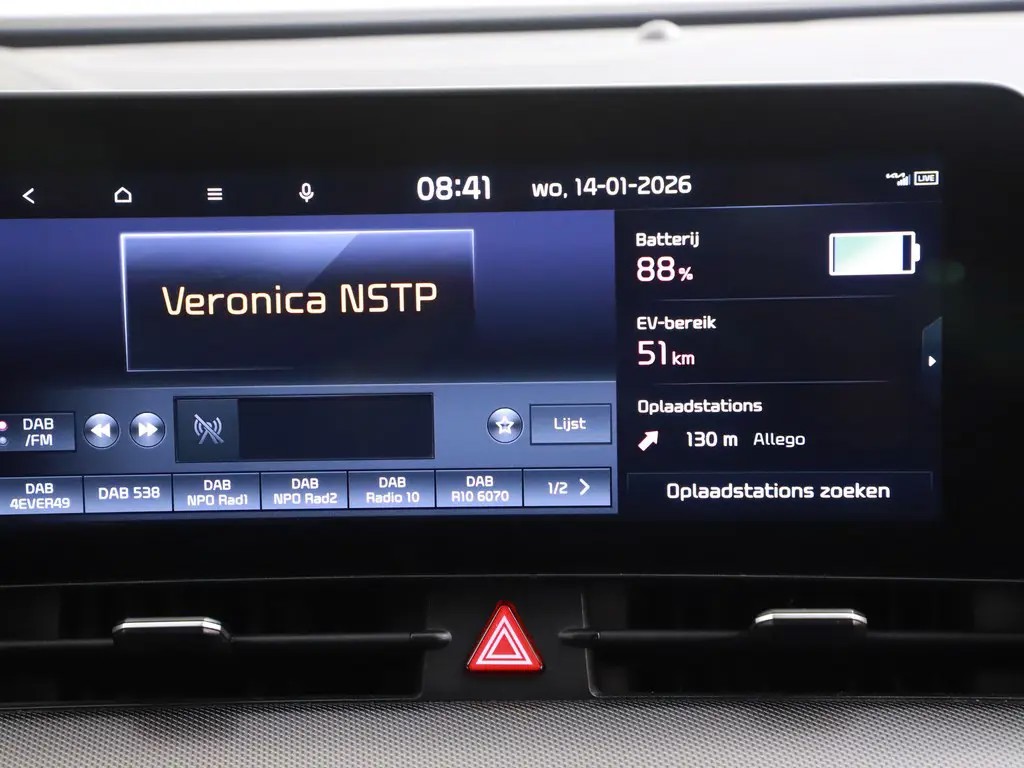 08:41 wo, 14-01-2026
LIVE
Veronica NSTP
Batterij
88%
EV-bereik
51 km
Oplaadstations
130 m Allego
Oplaadstations zoeken
DAB
/FM
Lijst
DAB
4EVER49
DAB 538
DAB
NPO Rad1
DAB
NPO Rad2
DAB
Radio 10
DAB
R10 6070
1/2